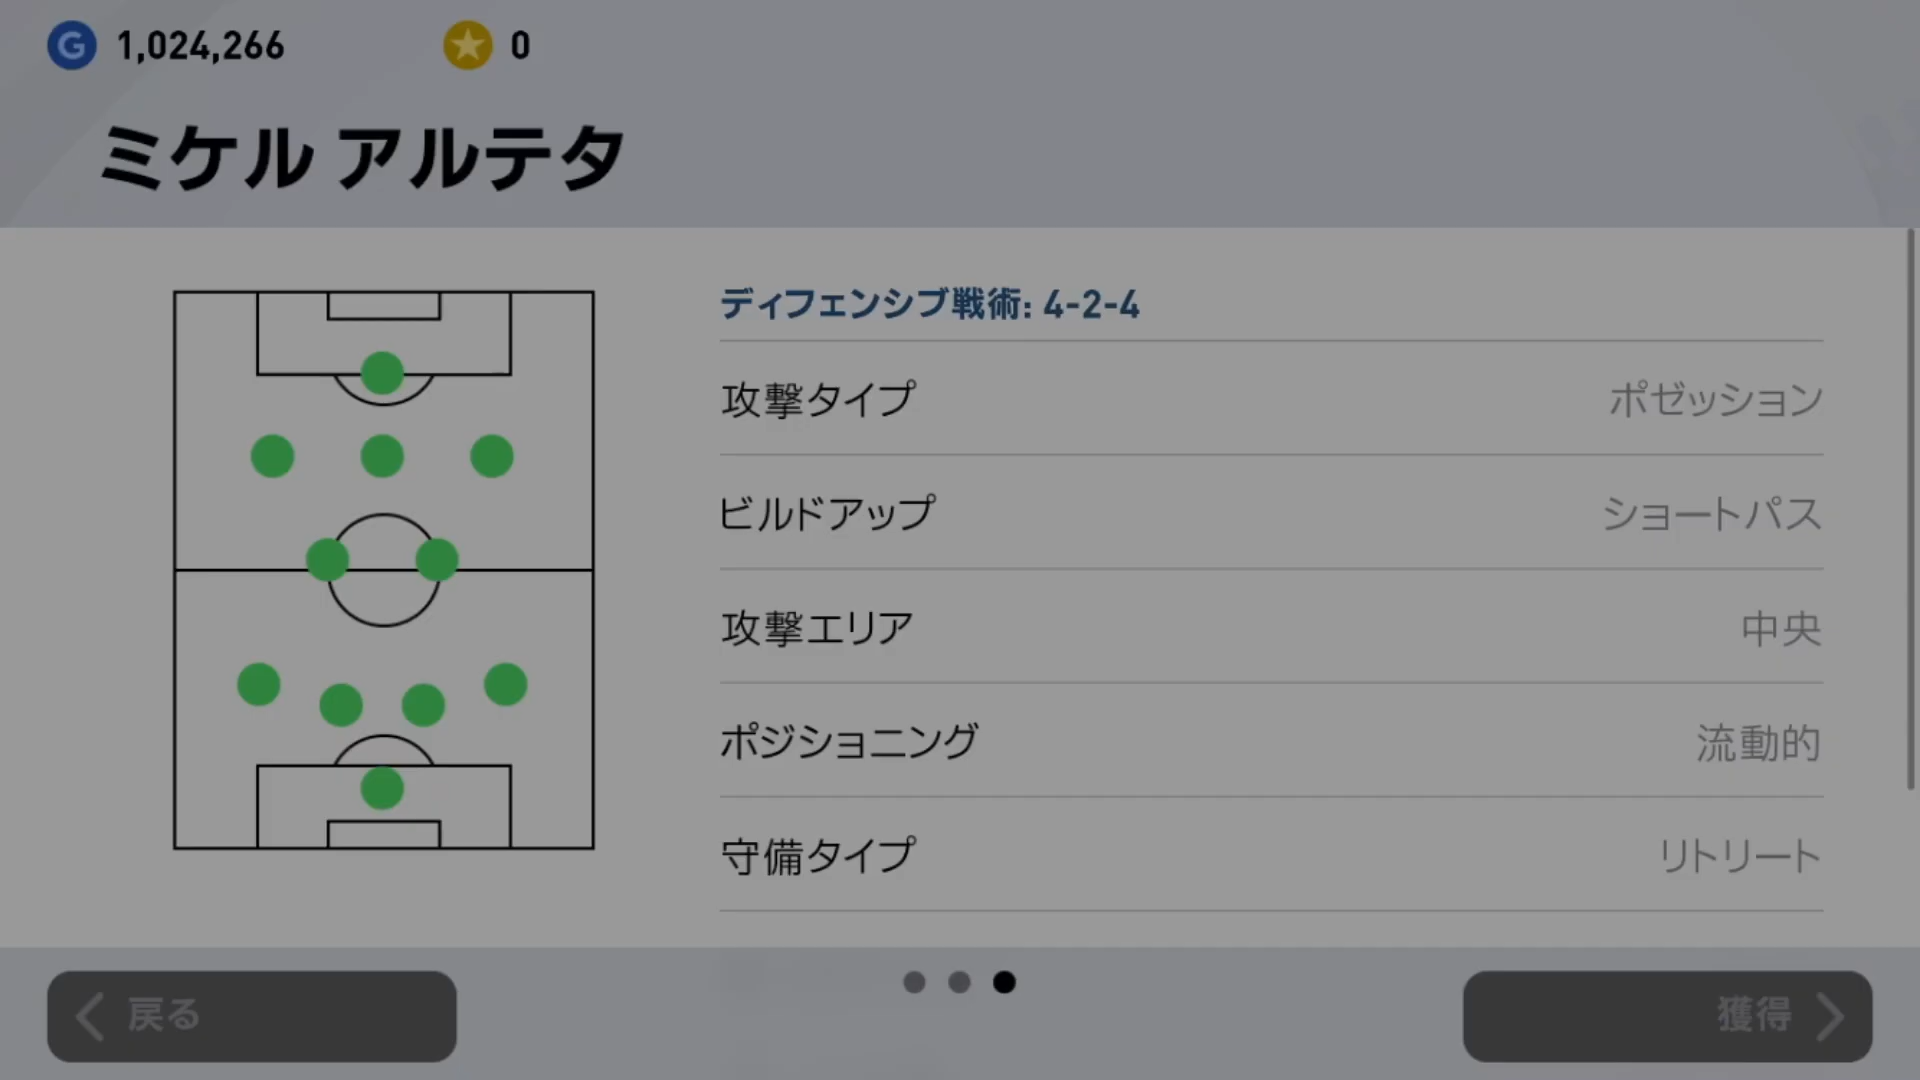 G 1,024,266 0
ミケル アルテタ
ディフェンシブ戦術: 4-2-4
攻撃タイプ ポゼッション
ビルドアップ ショートパス
攻撃エリア 中央
ポジショニング 流動的
守備タイプ リトリート
戻る 獲得